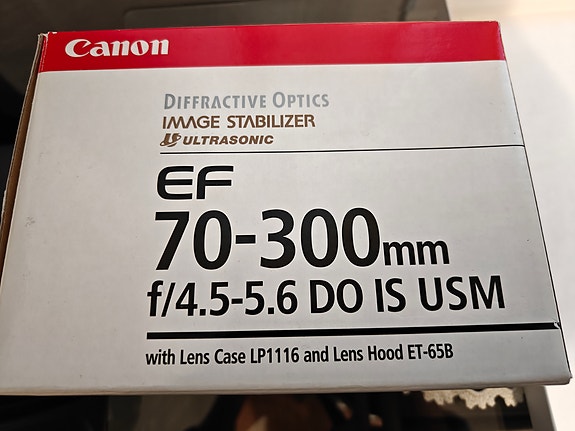 Canon
DIFFRACTIVE OPTICS
IMAGE STABILIZER
ULTRASONIC
EF
70-300mm
f/4.5-5.6 DO IS USM
with Lens Case LP1116 and Lens Hood ET-65B